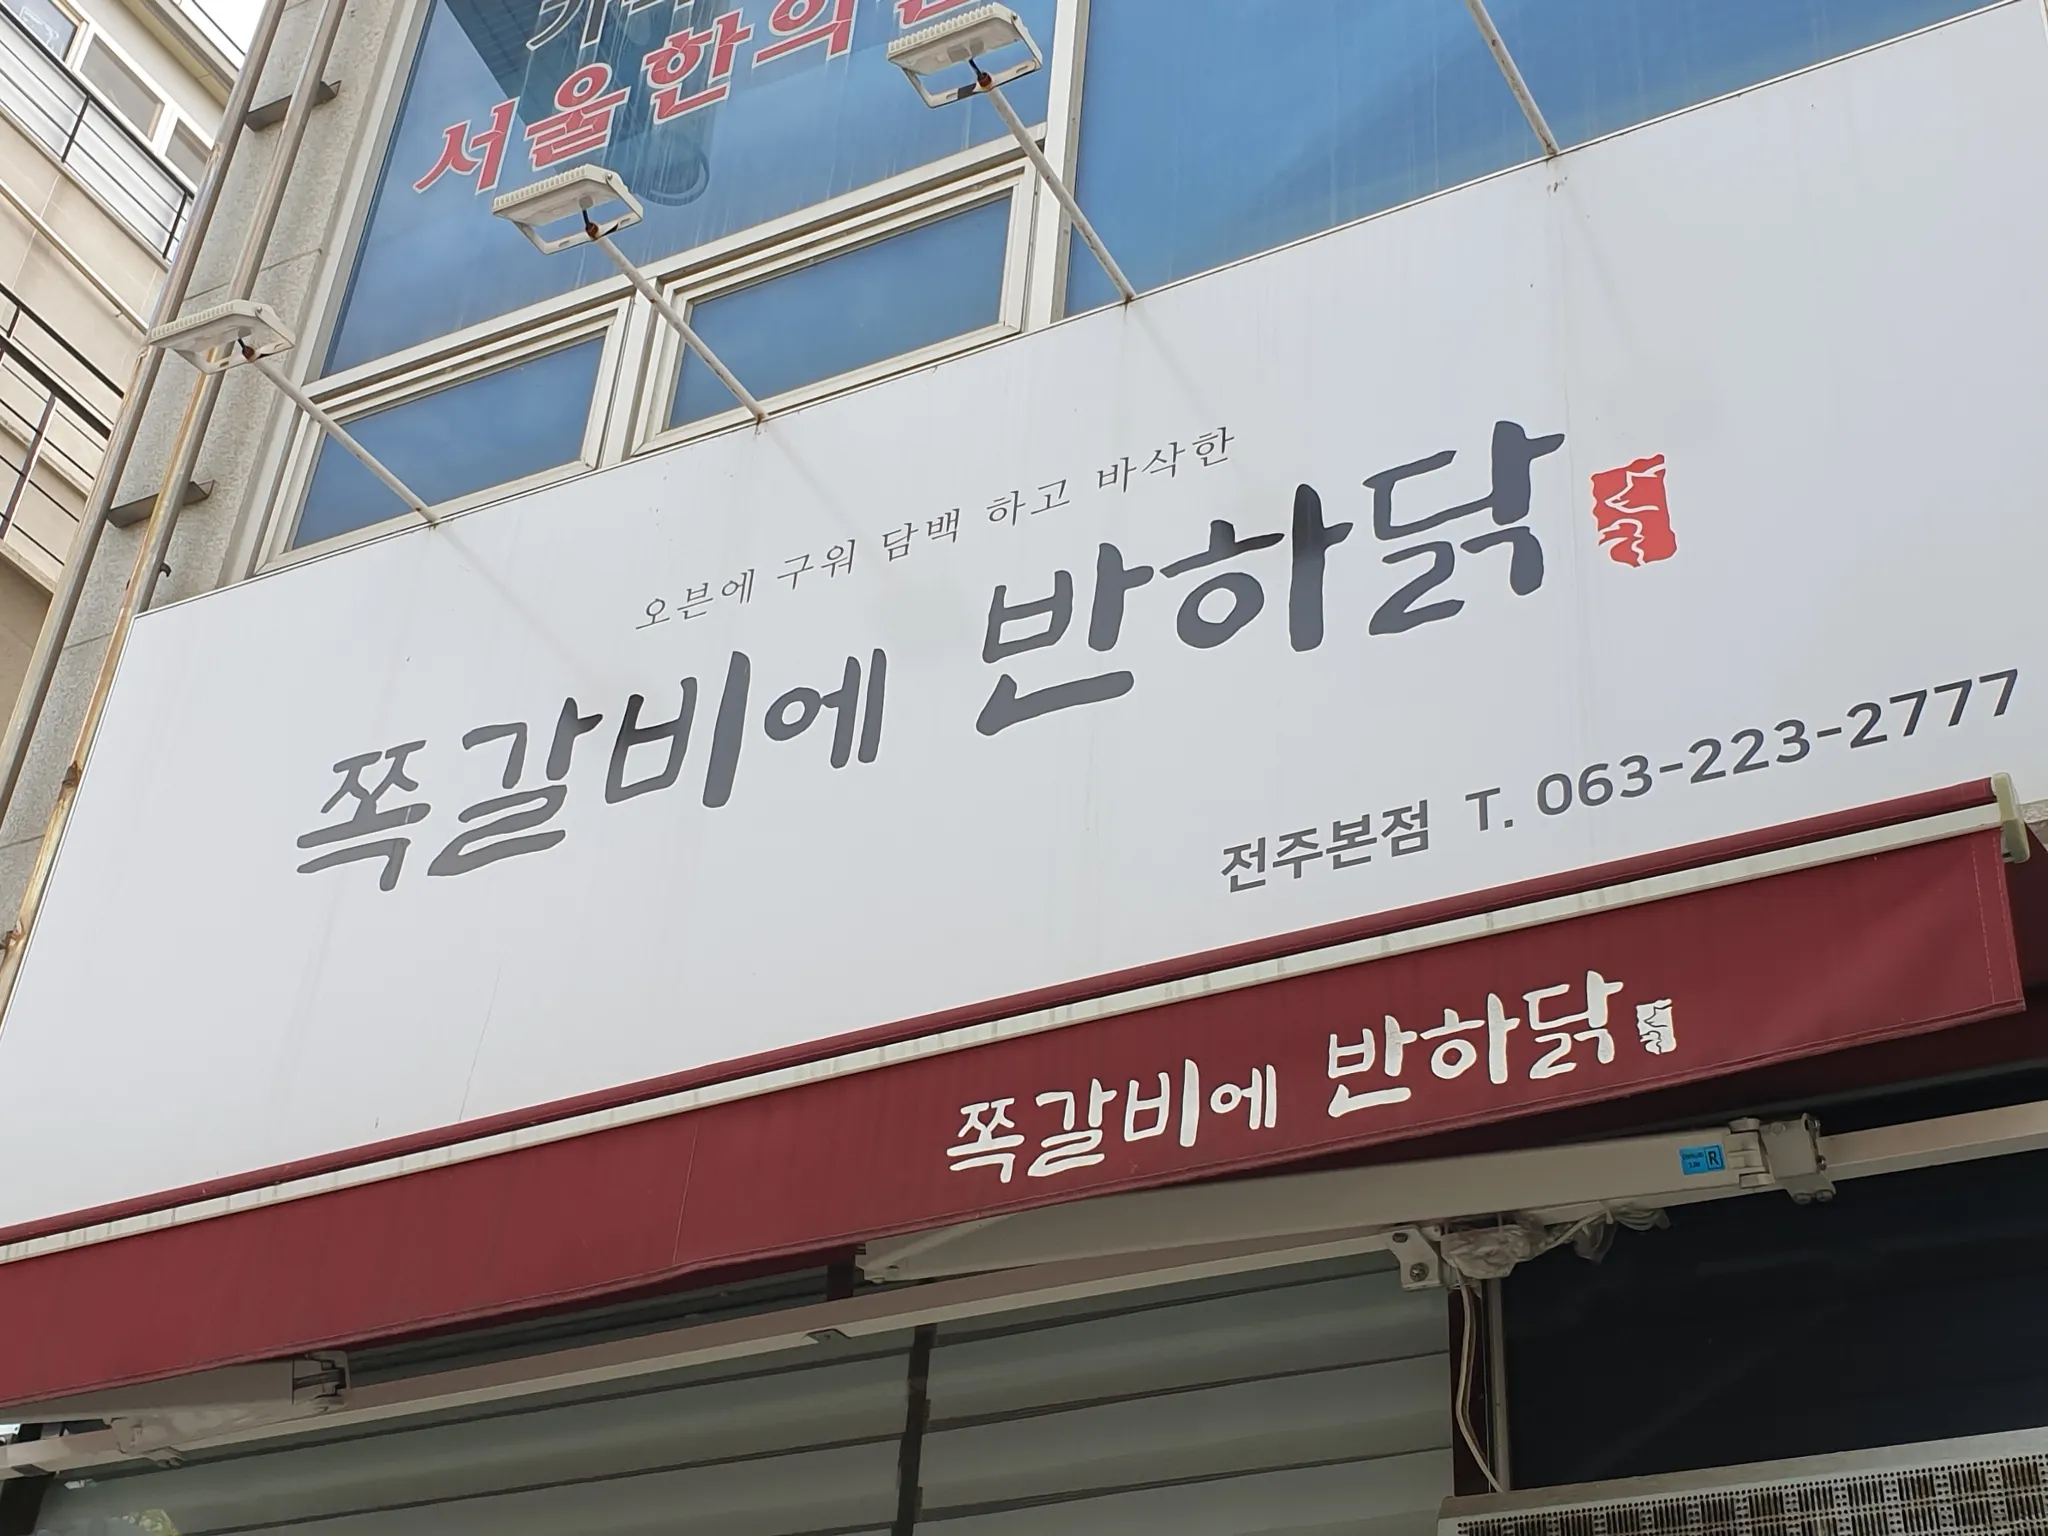 서울한의원
오븐에 구워 담백 하고 바삭한
쪽갈비에 반하닭
전주본점 T. 063-223-2777
쪽갈비에 반하닭
R